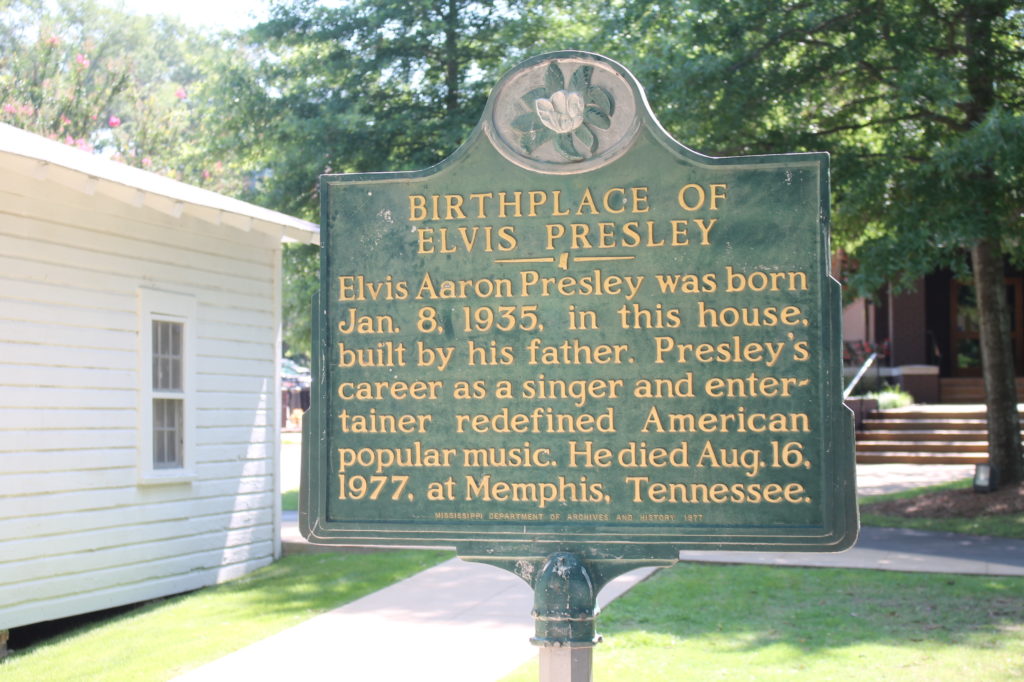 BIRTHPLACE OF
ELVIS PRESLEY
Elvis Aaron Presley was born
Jan. 8, 1935, in this house,
built by his father. Presley's
career as a singer and enter-
tainer redefined American
popular music. He died Aug. 16,
1977, at Memphis, Tennessee.
MISSISSIPPI DEPARTMENT OF ARCHIVES AND HISTORY 1977